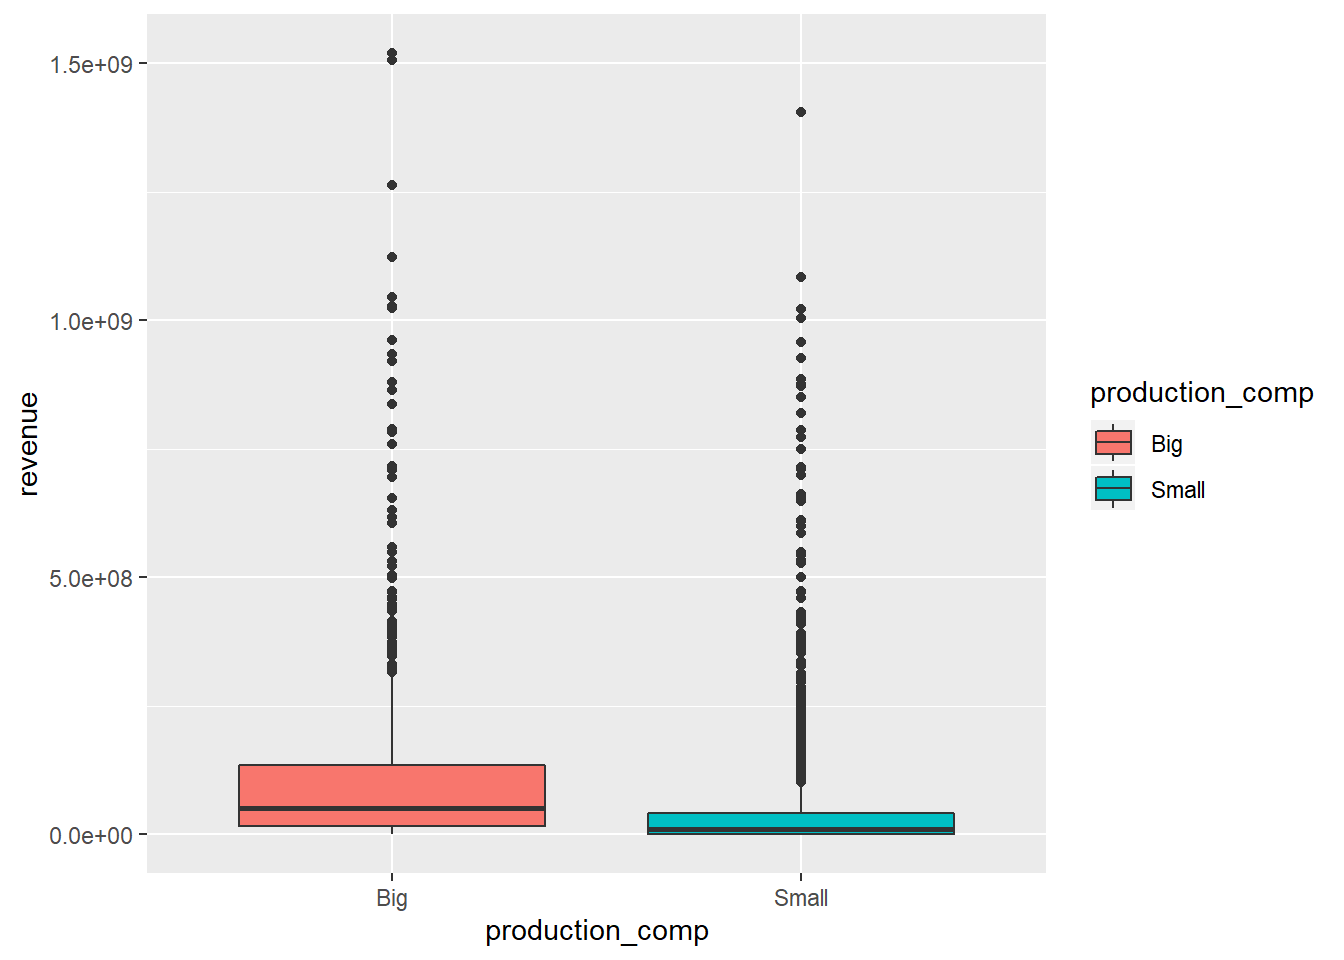 revenue
1.5e+09
1.0e+09
5.0e+08
0.0e+00
Big
Small
production_comp
production_comp
Big
Small